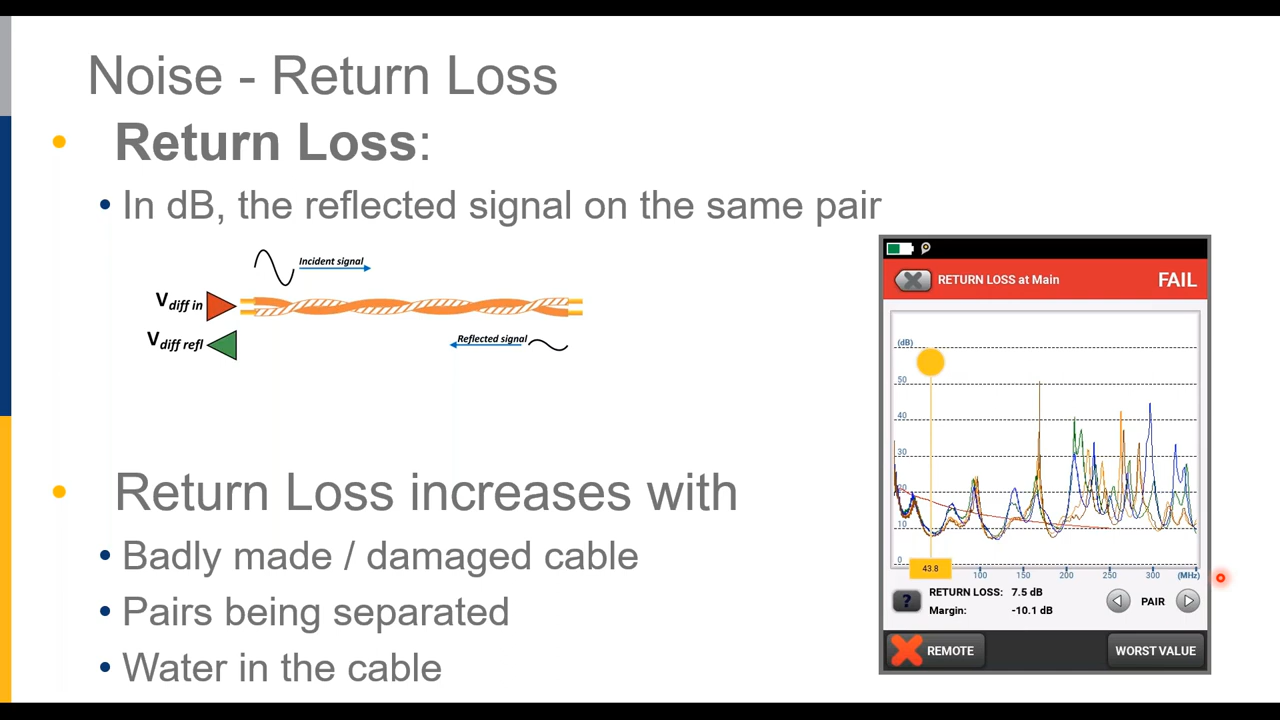 Noise - Return Loss
• Return Loss:
• In dB, the reflected signal on the same pair
Incident signal
V diff in
V diff refl
Reflected signal
• Return Loss increases with
• Badly made / damaged cable
• Pairs being separated
• Water in the cable
RETURN LOSS at Main FAIL
(dB)
50
40
30
20
10
0
43.8 100 150 200 250 300 (MHz)
? RETURN LOSS: 7.5 dB
Margin: -10.1 dB
PAIR
REMOTE WORST VALUE